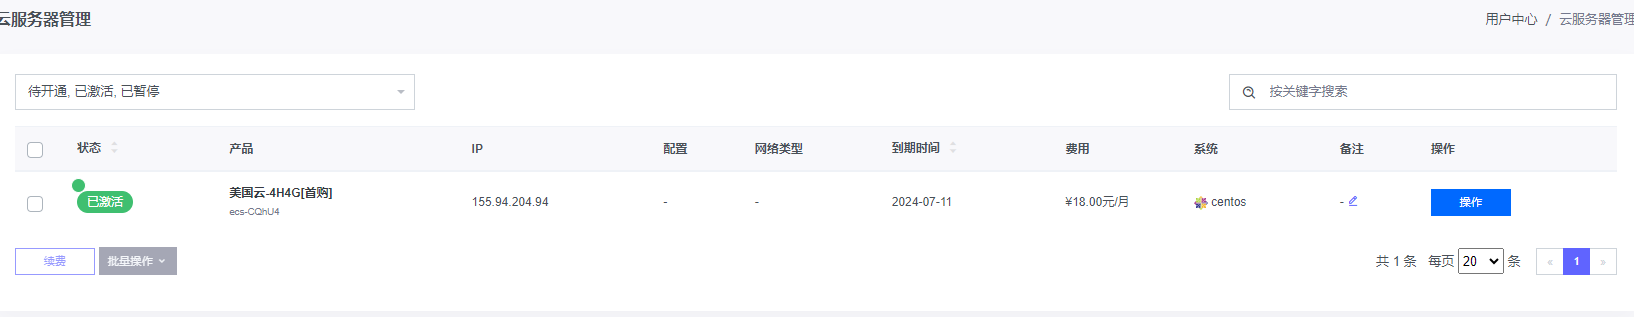 云服务器管理
用户中心 / 云服务器管理
待开通, 已激活, 已暂停
按关键字搜索
状态 产品 IP 配置 网络类型 到期时间 费用 系统 备注 操作
已激活 美国云-4H4G[首购] 155.94.204.94 - - 2024-07-11 ¥18.00元/月 centos - 操作
ecs-CQhU4
续费 批量操作 共 1 条 每页 20 条 « 1 »